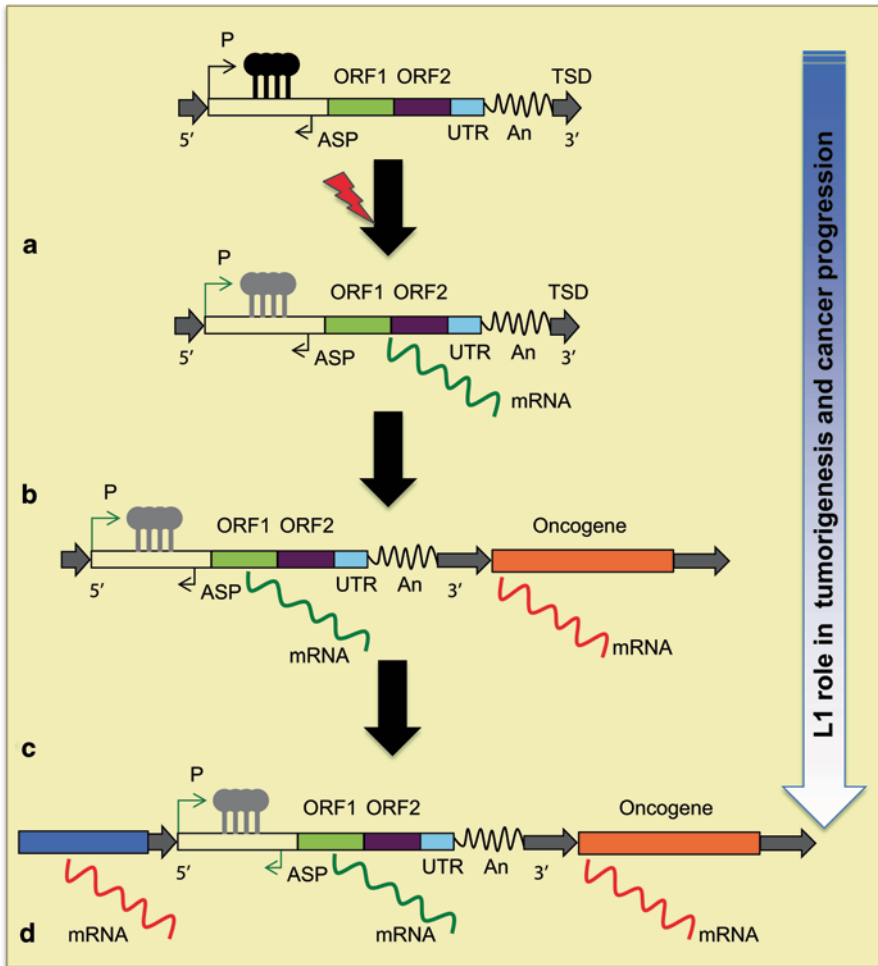 P
ORF1 ORF2 TSD
5′ ASP UTR An 3′
a
P
ORF1 ORF2 TSD
5′ ASP UTR An 3′
mRNA
b
P
ORF1 ORF2 Oncogene
5′ ASP UTR An 3′
mRNA mRNA
c
P
ORF1 ORF2 Oncogene
5′ ASP UTR An 3′
d mRNA mRNA mRNA
L1 role in tumorigenesis and cancer progression